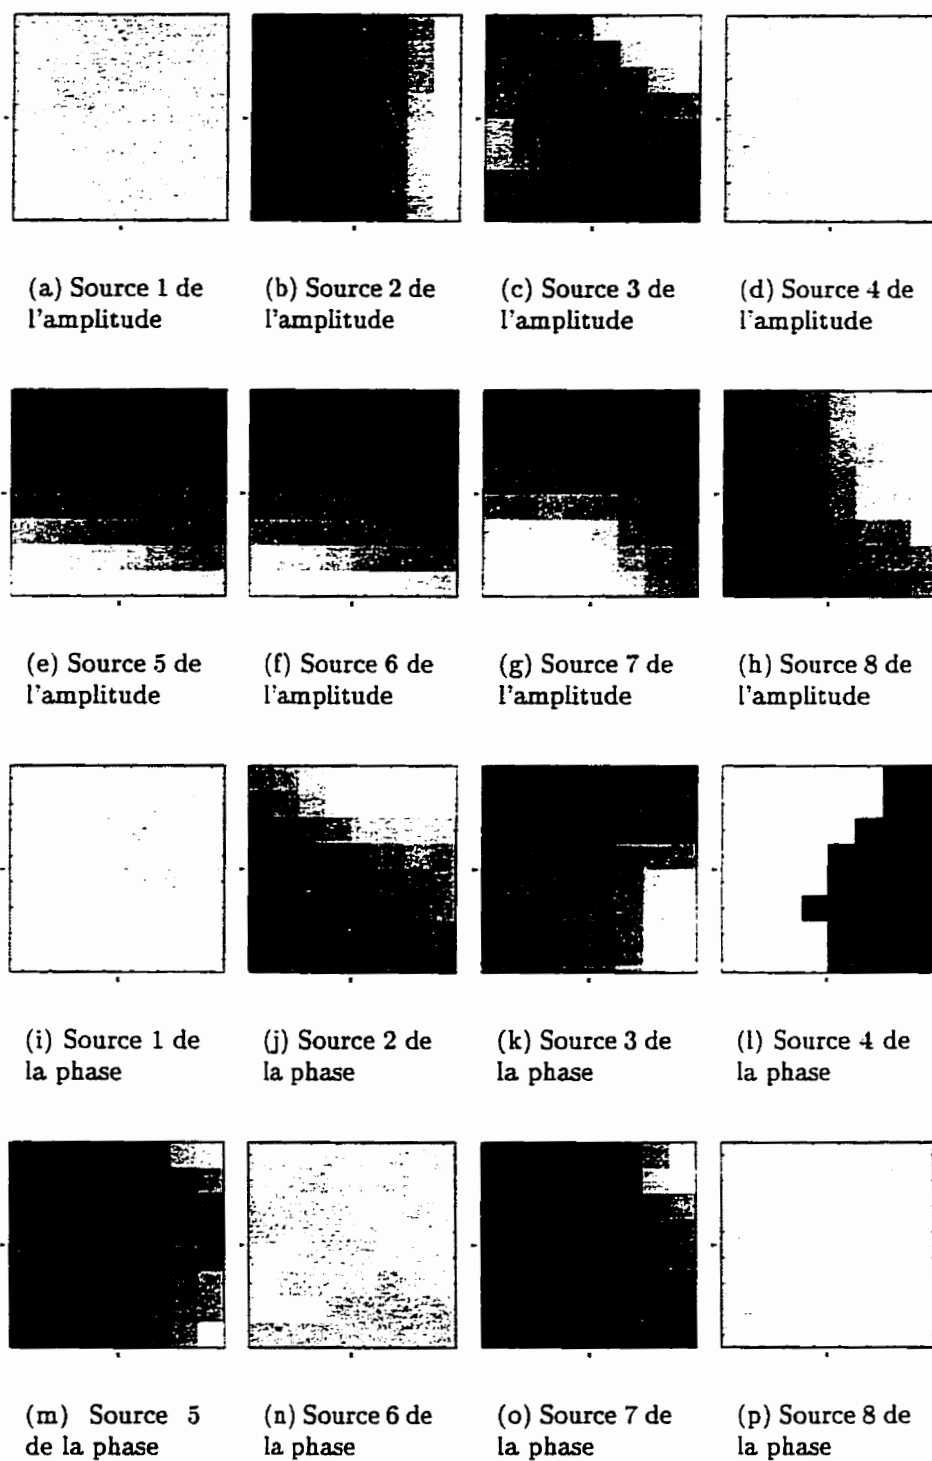 (a) Source 1 de
l'amplitude
(b) Source 2 de
l'amplitude
(c) Source 3 de
l'amplitude
(d) Source 4 de
l'amplitude
(e) Source 5 de
l'amplitude
(f) Source 6 de
l'amplitude
(g) Source 7 de
l'amplitude
(h) Source 8 de
l'amplitude
(i) Source 1 de
la phase
(j) Source 2 de
la phase
(k) Source 3 de
la phase
(l) Source 4 de
la phase
(m) Source 5
de la phase
(n) Source 6 de
la phase
(o) Source 7 de
la phase
(p) Source 8 de
la phase